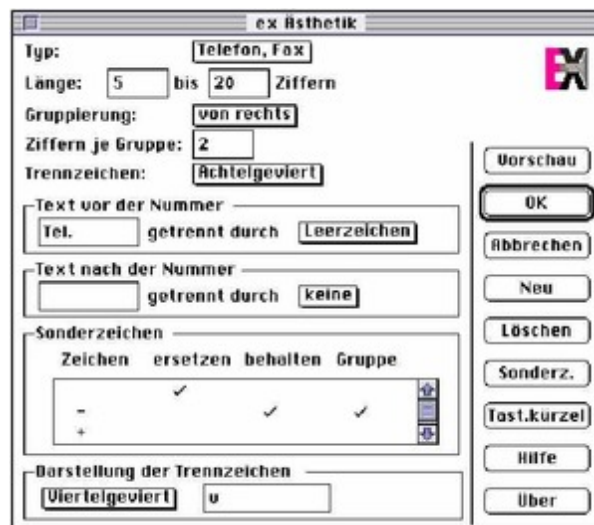 ex Ästhetik
Typ: Telefon, Fax
Länge: 5 bis 20 Ziffern
Gruppierung: von rechts
Ziffern je Gruppe: 2
Trennzeichen: Achtelgeviert
Text vor der Nummer
Tel. getrennt durch Leerzeichen
Text nach der Nummer
getrennt durch keine
Sonderzeichen
Zeichen ersetzen behalten Gruppe
✓
- ✓ ✓
+
Darstellung der Trennzeichen
Viertelgeviert v
EX
Vorschau
OK
Abbrechen
Neu
Löschen
Sonderz.
Tast.kürzel
Hilfe
Über